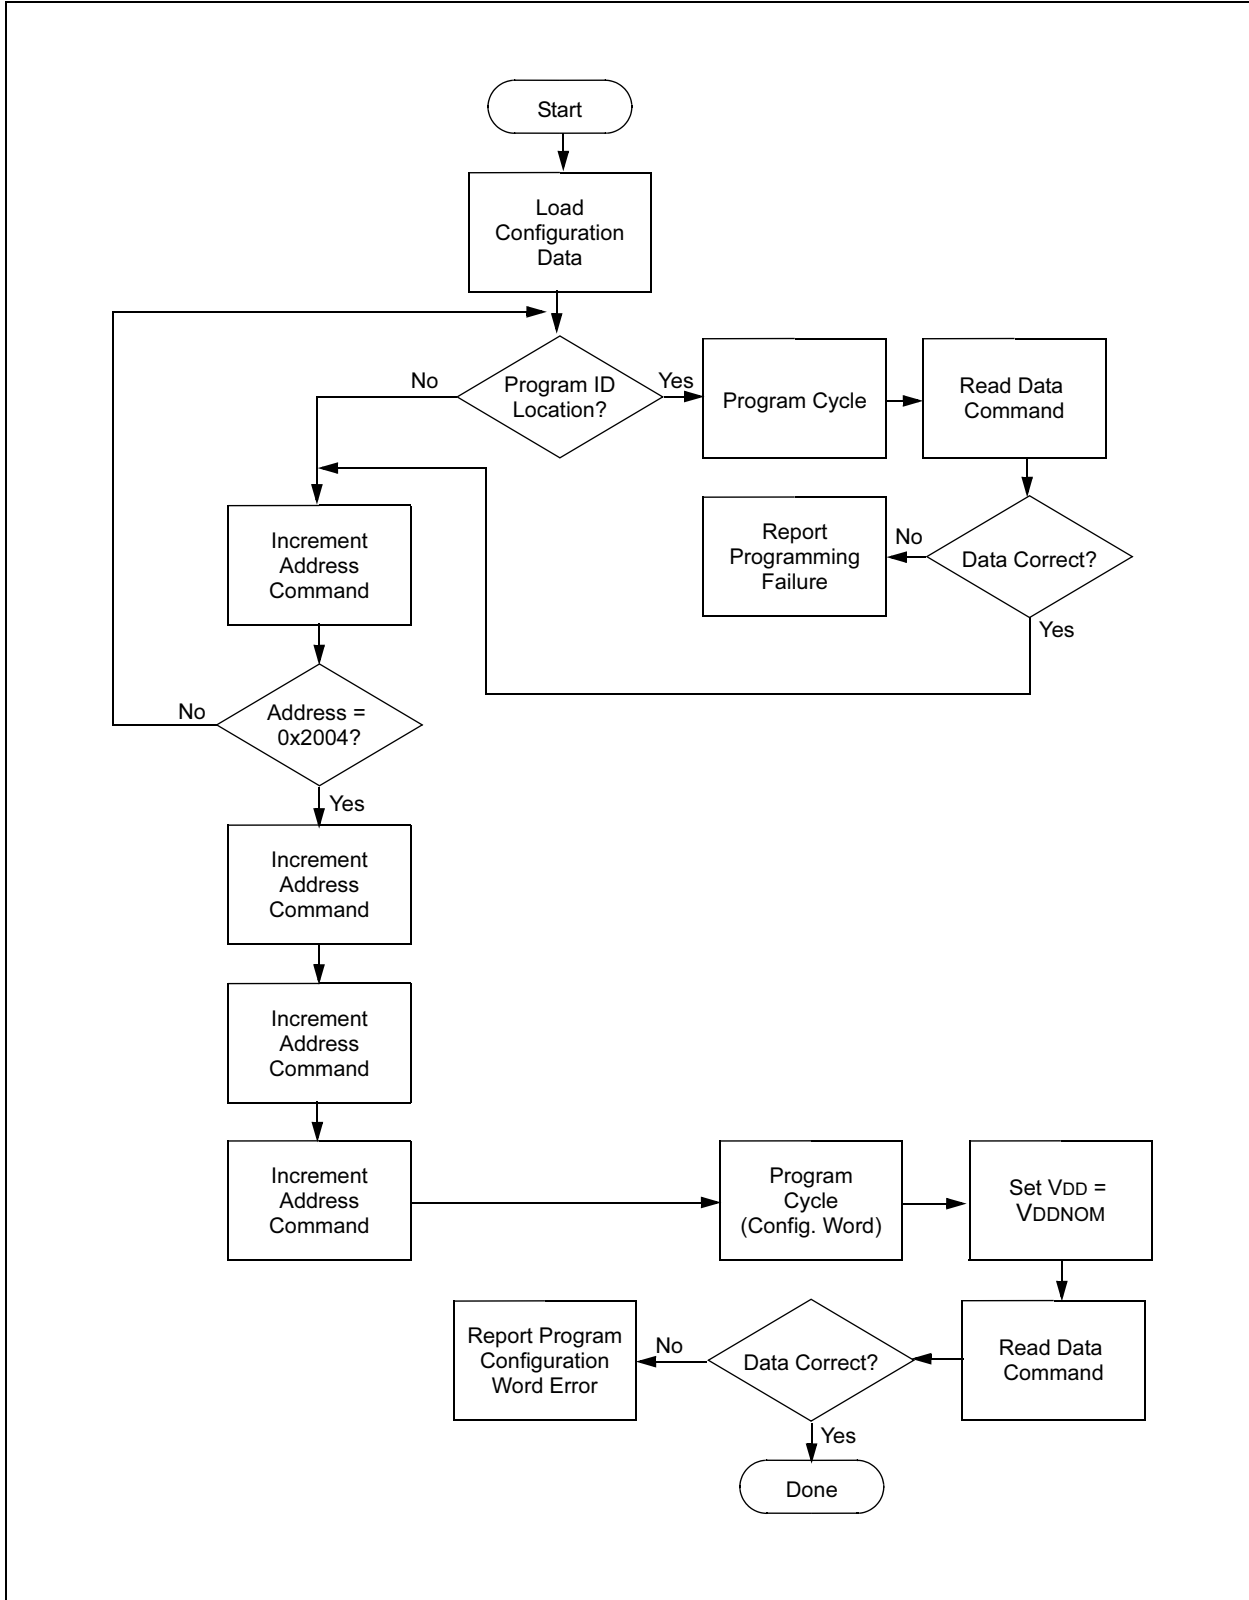 Start
Load
Configuration
Data
No
Program ID
Location?
Yes
Program Cycle
Read Data
Command
Increment
Address
Command
Report
Programming
Failure
No
Data Correct?
Yes
No
Address =
0x2004?
Yes
Increment
Address
Command
Increment
Address
Command
Increment
Address
Command
Program
Cycle
(Config. Word)
Set VDD =
VDDNOM
Report Program
Configuration
Word Error
No
Data Correct?
Read Data
Command
Yes
Done